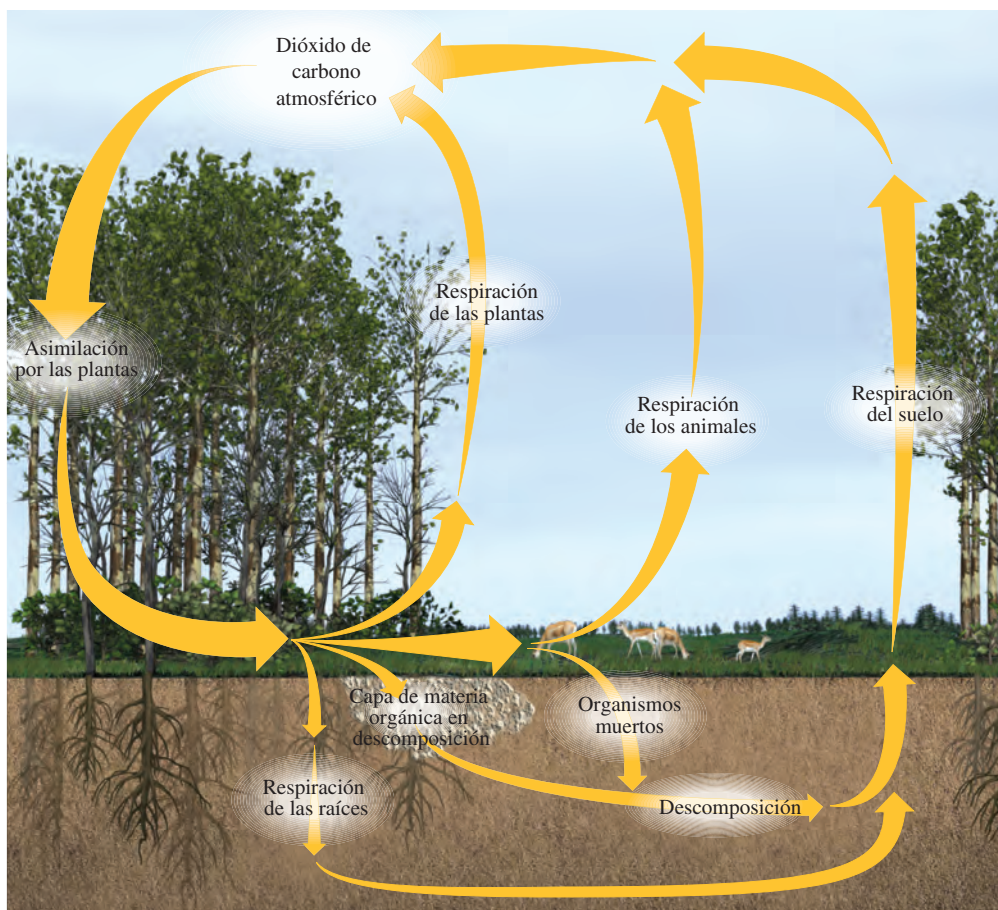 Dióxido de
carbono
atmosférico
Asimilación
por las plantas
Respiración
de las plantas
Respiración
de los animales
Respiración
del suelo
Capa de materia
orgánica en
descomposición
Organismos
muertos
Respiración
de las raíces
Descomposición